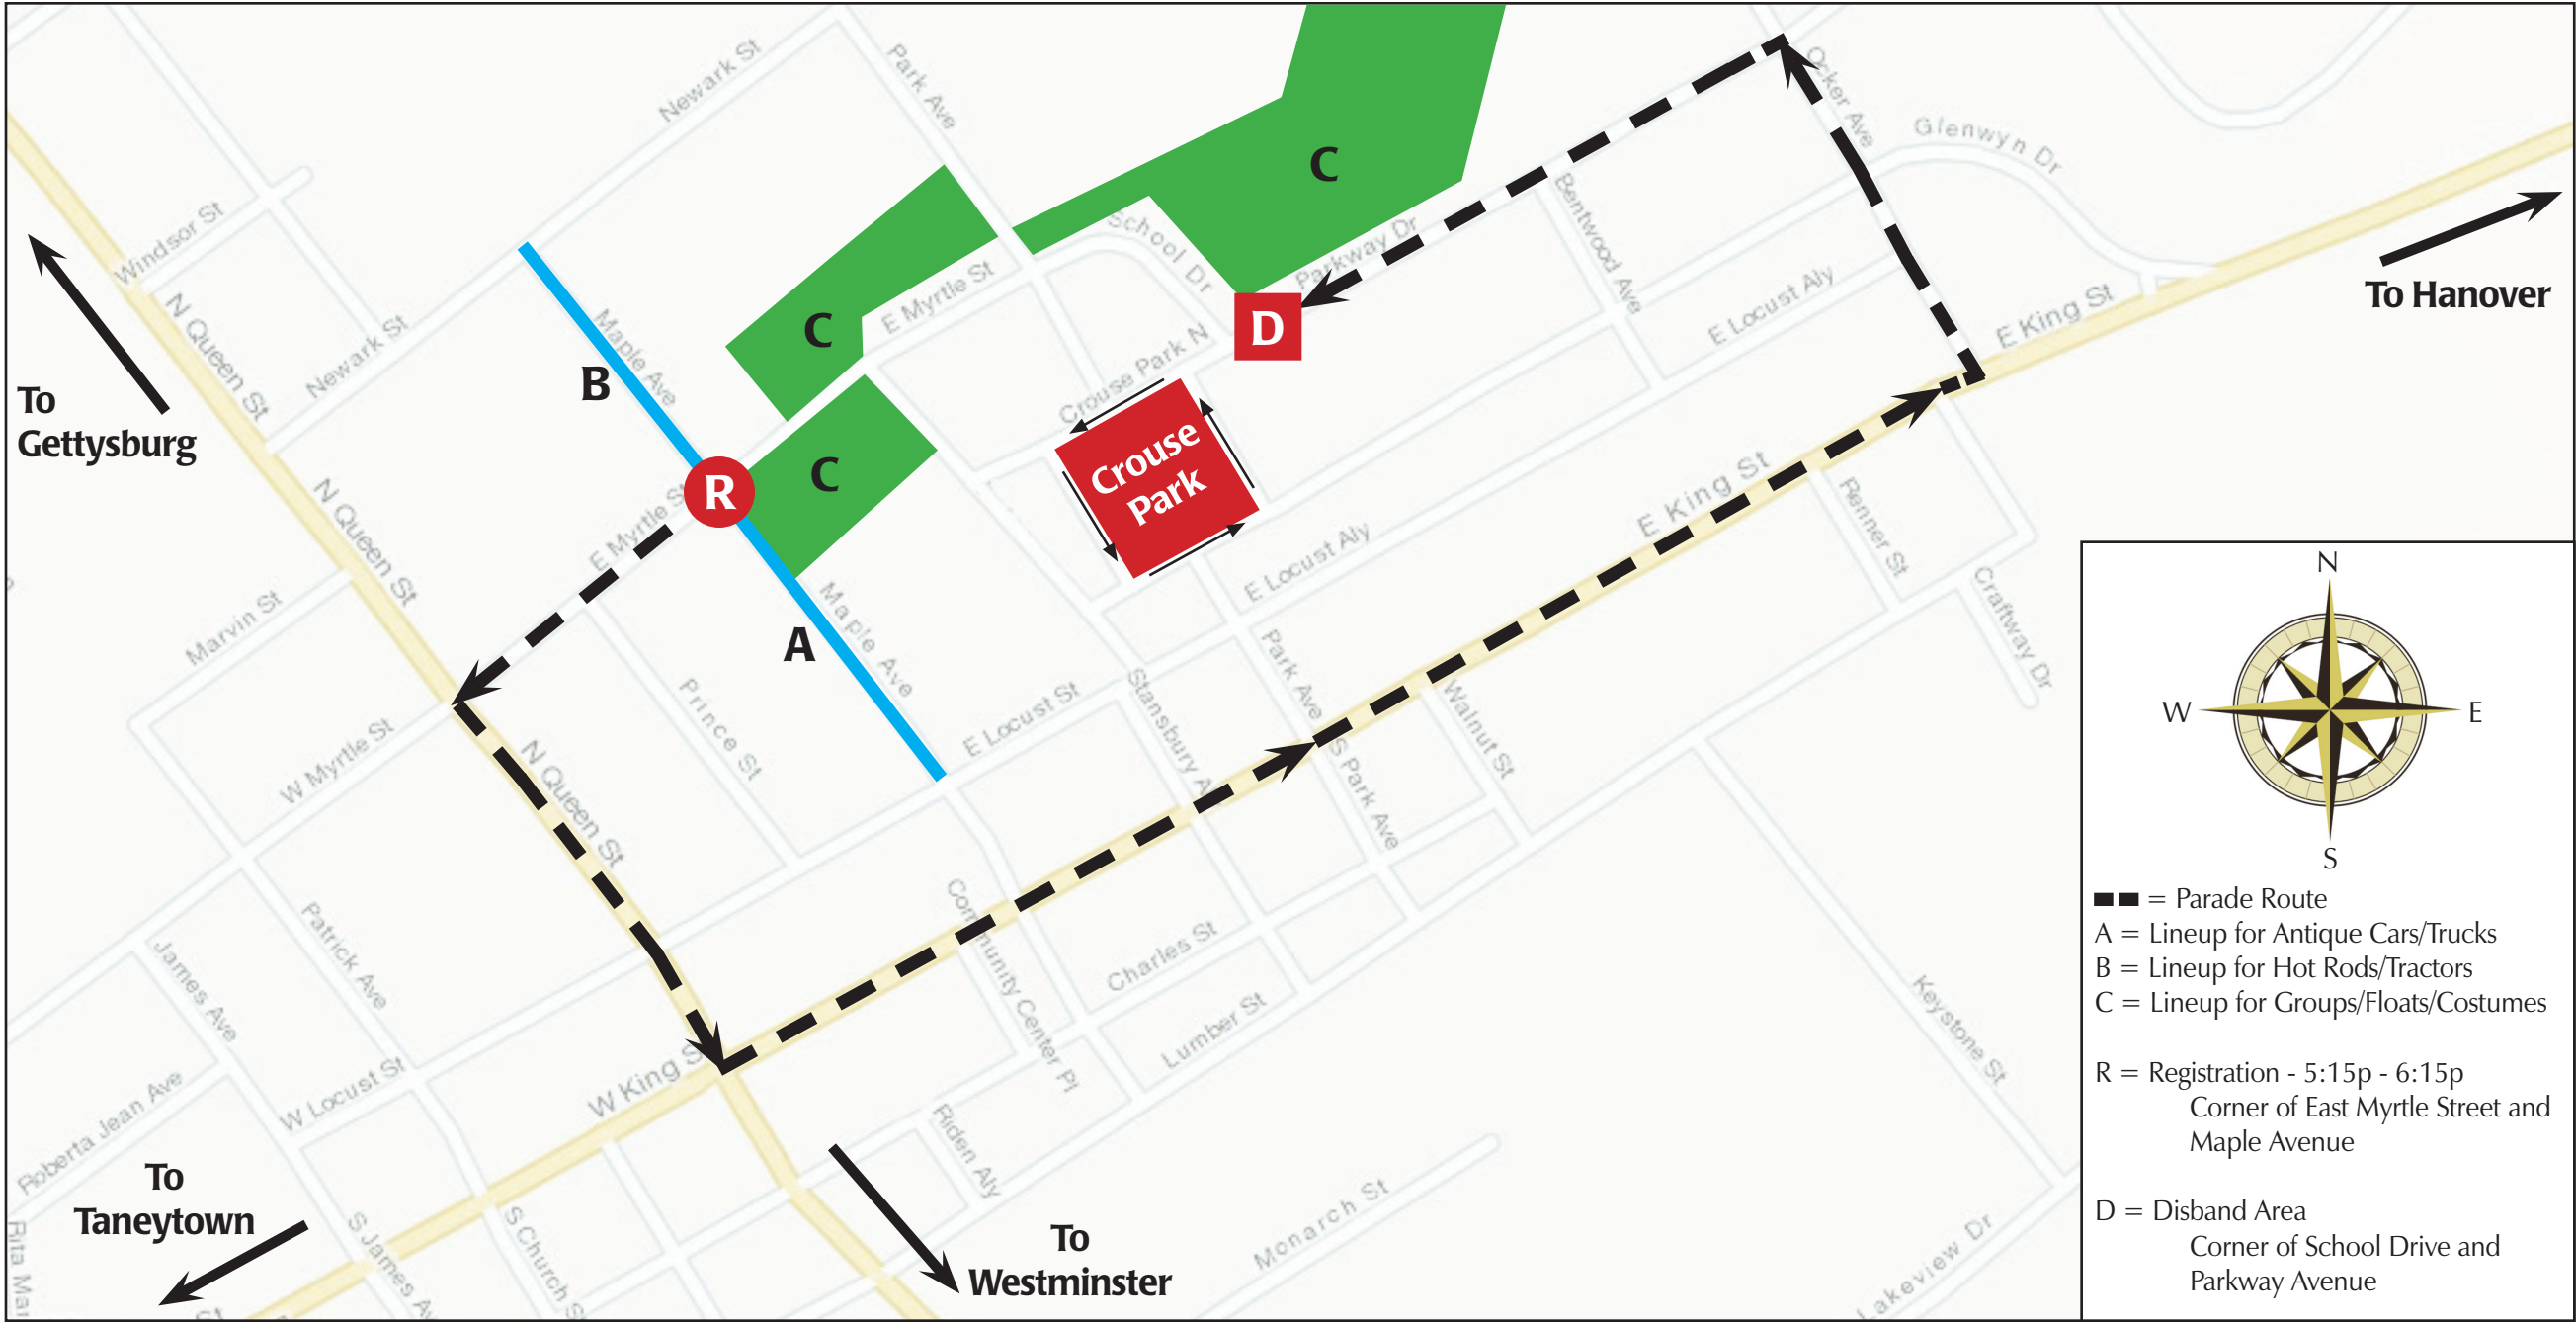 Newark St
Park Ave
Ocker Ave
Glenwyn Dr
C
Windsor St
School Dr
Parkway Dr
Bentwood Ave
E Locust Aly
E King St
To Hanover
N Queen St
Newark St
Maple Ave
B
C
E Myrtle St
Crouse Park N
D
To
Gettysburg
Crouse
Park
R
C
E Myrtle St
N Queen St
E King St
Renner St
Craftway Dr
E Locust Aly
Marvin St
A
Maple Ave
Prince St
E Locust St
Stansbury A
Park Ave
S Park Ave
Walnut St
W Myrtle St
N Queen St
Patrick Ave
James Ave
Community Center Pl
Charles St
Lumber St
Keystone St
W King S
W Locust St
Roberta Jean Ave
Riden Aly
To
Taneytown
To
Westminster
Rita Mar
S James Av
S Church S
Monarch St
Lakeview Dr
N
W
E
S
= Parade Route
A = Lineup for Antique Cars/Trucks
B = Lineup for Hot Rods/Tractors
C = Lineup for Groups/Floats/Costumes
R = Registration - 5:15p - 6:15p
Corner of East Myrtle Street and
Maple Avenue
D = Disband Area
Corner of School Drive and
Parkway Avenue